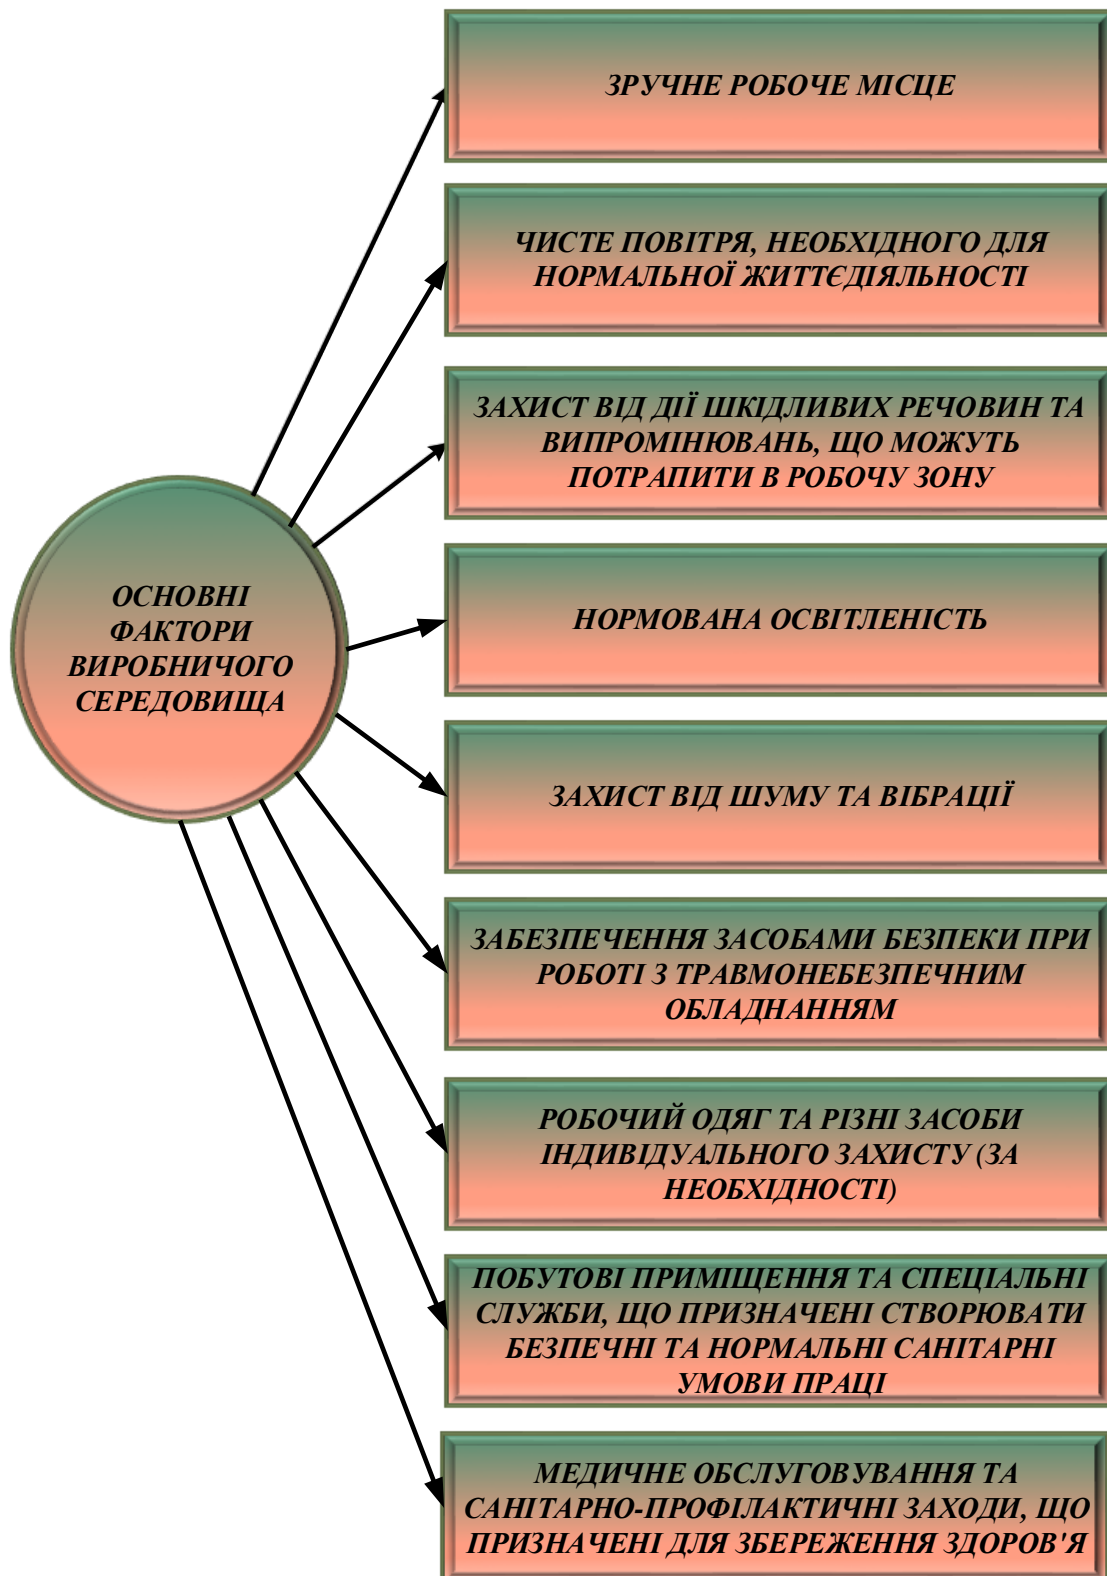 ЗРУЧНЕ РОБОЧЕ МІСЦЕ
ЧИСТЕ ПОВІТРЯ, НЕОБХІДНОГО ДЛЯ
НОРМАЛЬНОЇ ЖИТТЄДІЯЛЬНОСТІ
ЗАХИСТ ВІД ДІЇ ШКІДЛИВИХ РЕЧОВИН ТА
ВИПРОМІНЮВАНЬ, ЩО МОЖУТЬ
ПОТРАПИТИ В РОБОЧУ ЗОНУ
ОСНОВНІ
ФАКТОРИ
ВИРОБНИЧОГО
СЕРЕДОВИЩА
НОРМОВАНА ОСВІТЛЕНІСТЬ
ЗАХИСТ ВІД ШУМУ ТА ВІБРАЦІЇ
ЗАБЕЗПЕЧЕННЯ ЗАСОБАМИ БЕЗПЕКИ ПРИ
РОБОТІ З ТРАВМОНЕБЕЗПЕЧНИМ
ОБЛАДНАННЯМ
РОБОЧИЙ ОДЯГ ТА РІЗНІ ЗАСОБИ
ІНДИВІДУАЛЬНОГО ЗАХИСТУ (ЗА
НЕОБХІДНОСТІ)
ПОБУТОВІ ПРИМІЩЕННЯ ТА СПЕЦІАЛЬНІ
СЛУЖБИ, ЩО ПРИЗНАЧЕНІ СТВОРЮВАТИ
БЕЗПЕЧНІ ТА НОРМАЛЬНІ САНІТАРНІ
УМОВИ ПРАЦІ
МЕДИЧНЕ ОБСЛУГОВУВАННЯ ТА
САНІТАРНО-ПРОФІЛАКТИЧНІ ЗАХОДИ, ЩО
ПРИЗНАЧЕНІ ДЛЯ ЗБЕРЕЖЕННЯ ЗДОРОВ'Я